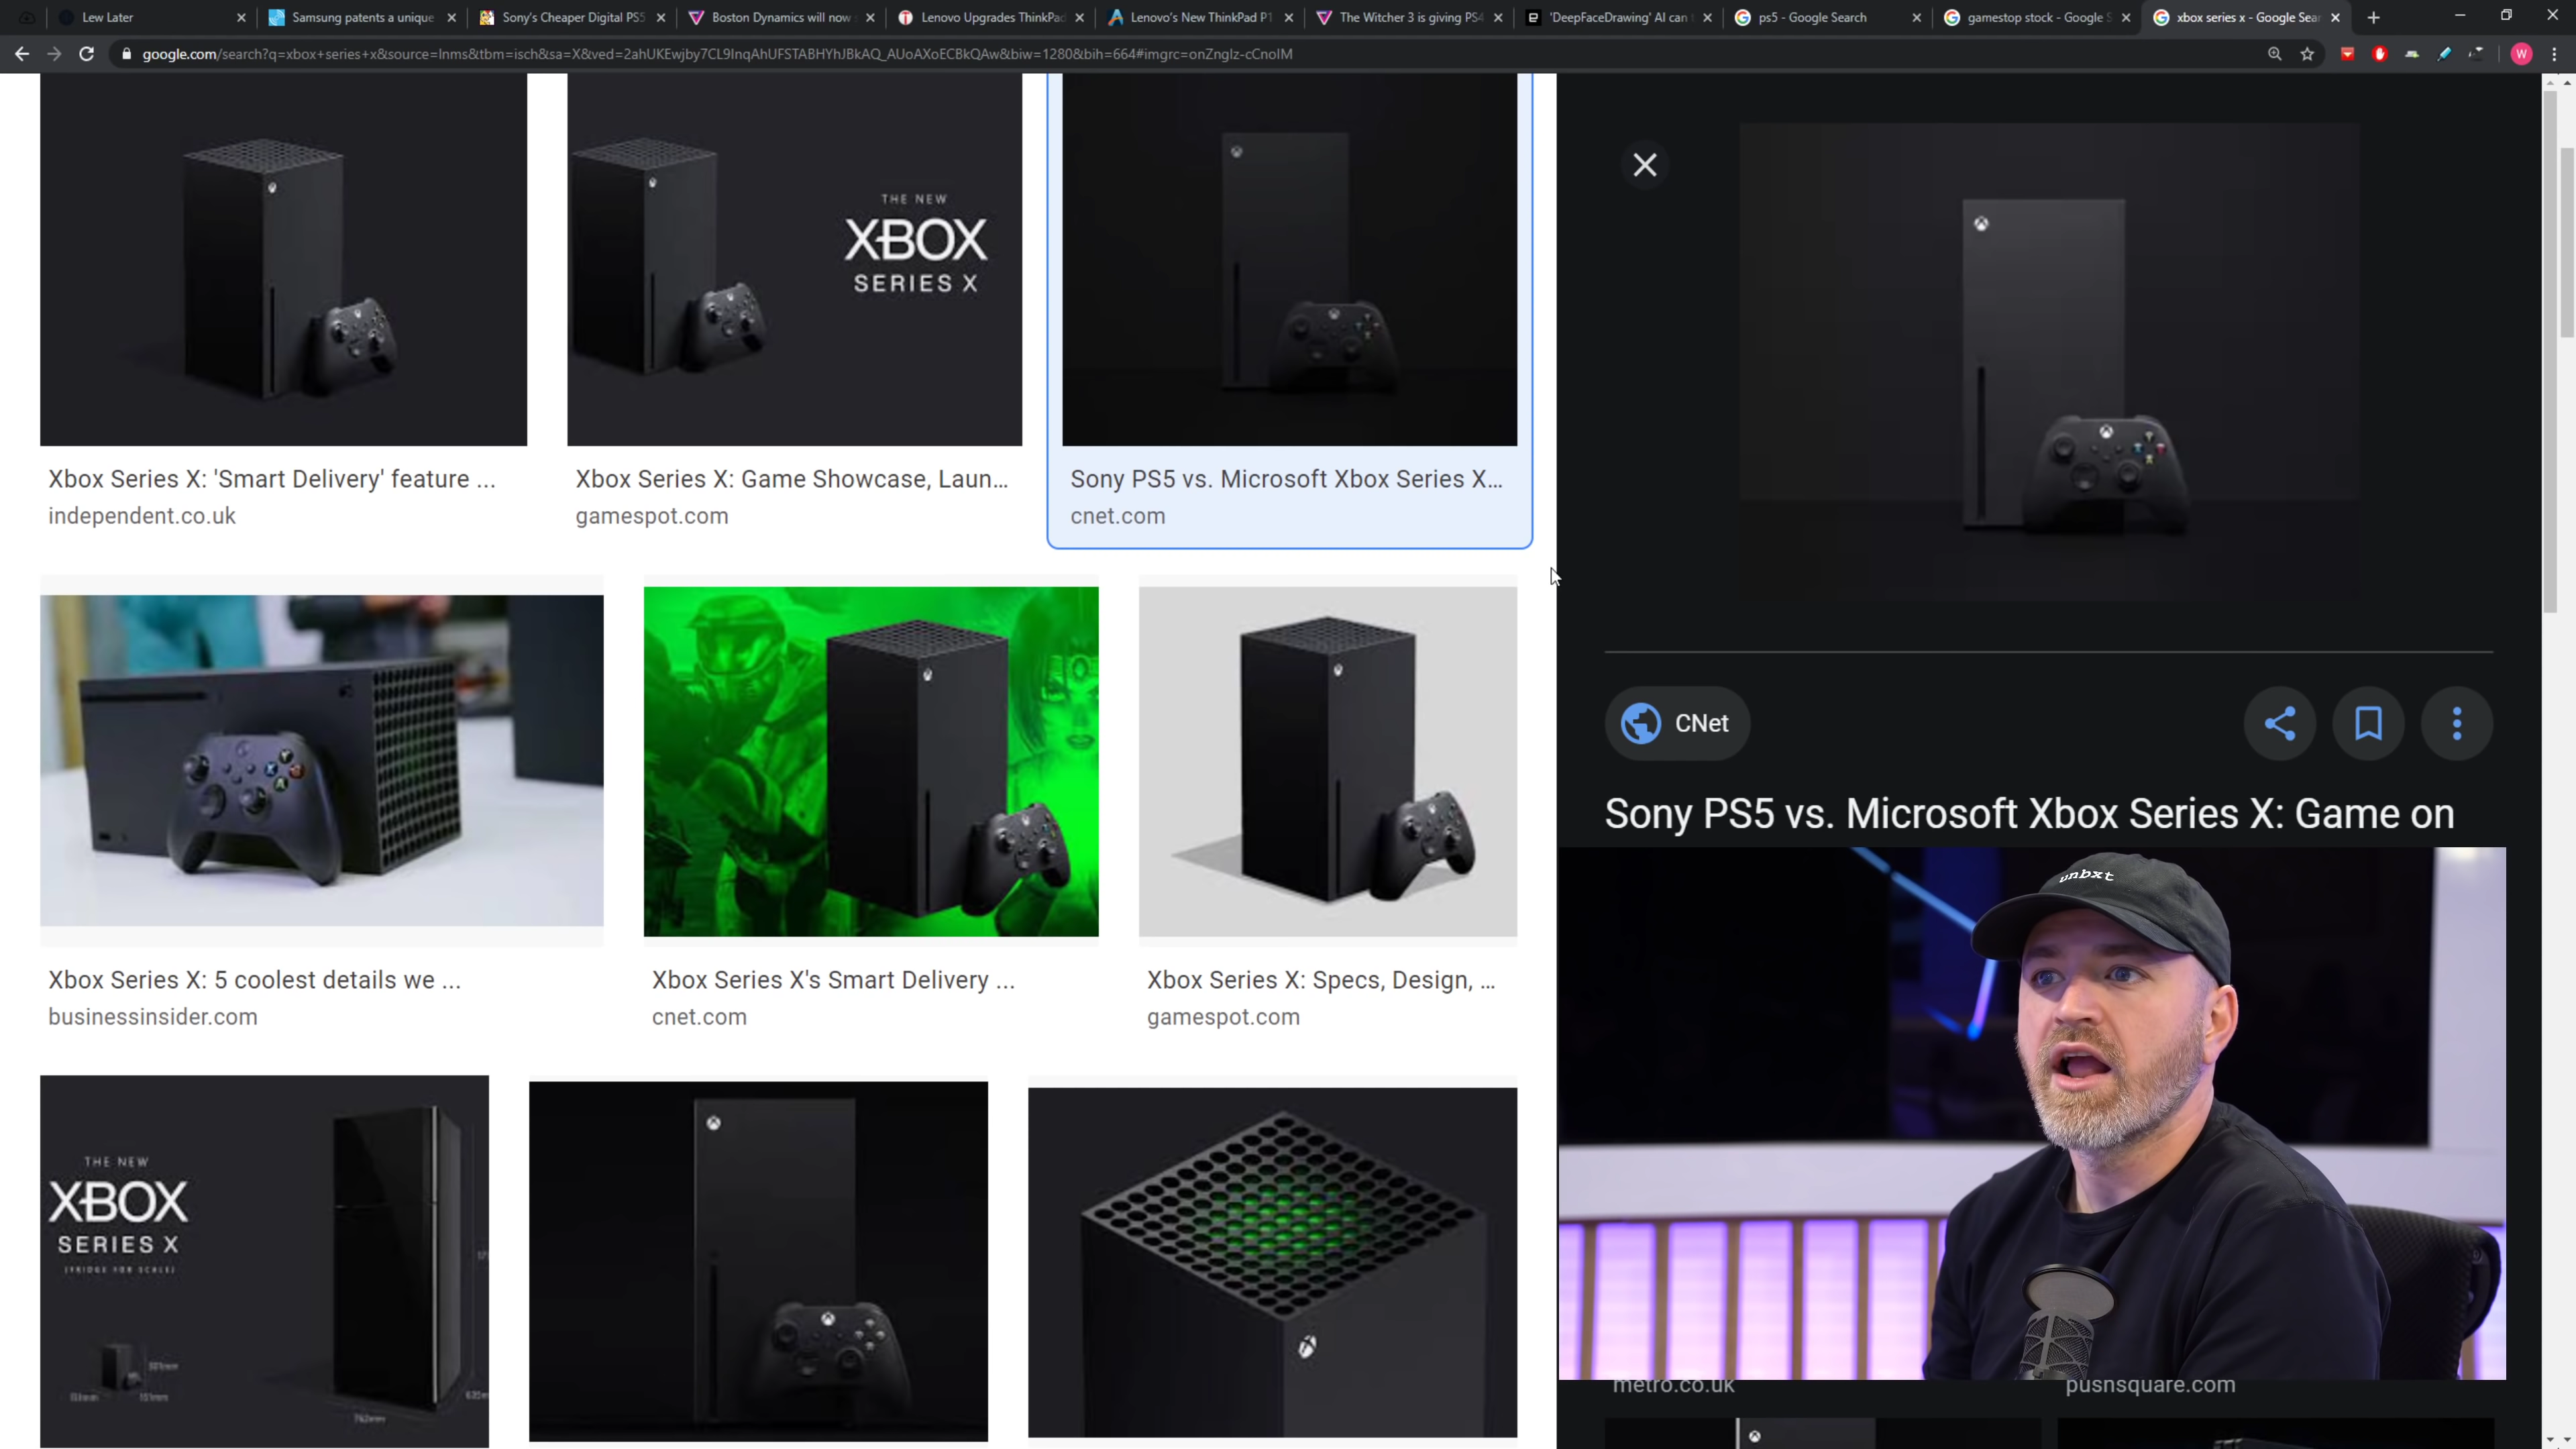 Lew Later
Samsung patents a unique
Sony's Cheaper Digital PS5
Boston Dynamics will now
Lenovo Upgrades ThinkPad
Lenovo's New ThinkPad P1
The Witcher 3 is giving PS4
'DeepFaceDrawing' AI can
ps5 - Google Search
gamestop stock - Google S
xbox series x - Google Sear
google.com/search?q=xbox+series+x&source=lnms&tbm=isch&sa=X&ved=2ahUKEwjby7CL9InqAhUFSTABHYhJBkAQ_AUoAXoECBkQAw&biw=1280&bih=664#imgrc=onZnglz-cCnoIM
W
THE NEW
XBOX
SERIES X
Xbox Series X: 'Smart Delivery' feature ...
independent.co.uk
Xbox Series X: Game Showcase, Laun...
gamespot.com
Sony PS5 vs. Microsoft Xbox Series X...
cnet.com
Xbox Series X: 5 coolest details we ...
businessinsider.com
Xbox Series X's Smart Delivery ...
cnet.com
Xbox Series X: Specs, Design, ...
gamespot.com
THE NEW
XBOX
SERIES X
(FRIDGE FOR SCALE)
CNet
Sony PS5 vs. Microsoft Xbox Series X: Game on
unbxt
metro.co.uk
pushsquare.com